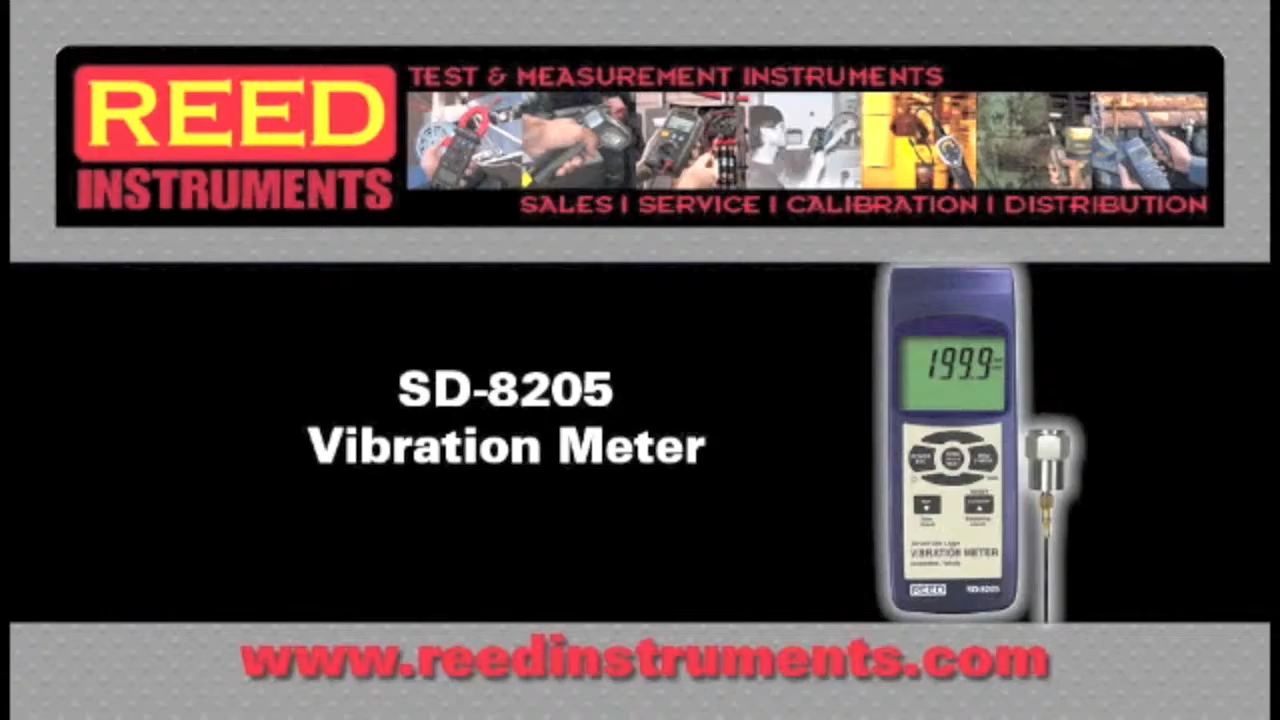 REED
INSTRUMENTS
TEST & MEASUREMENT INSTRUMENTS
SALES | SERVICE | CALIBRATION | DISTRIBUTION
SD-8205
Vibration Meter
199.9
VIBRATION METER
REED SD-8205
www.reedinstruments.com